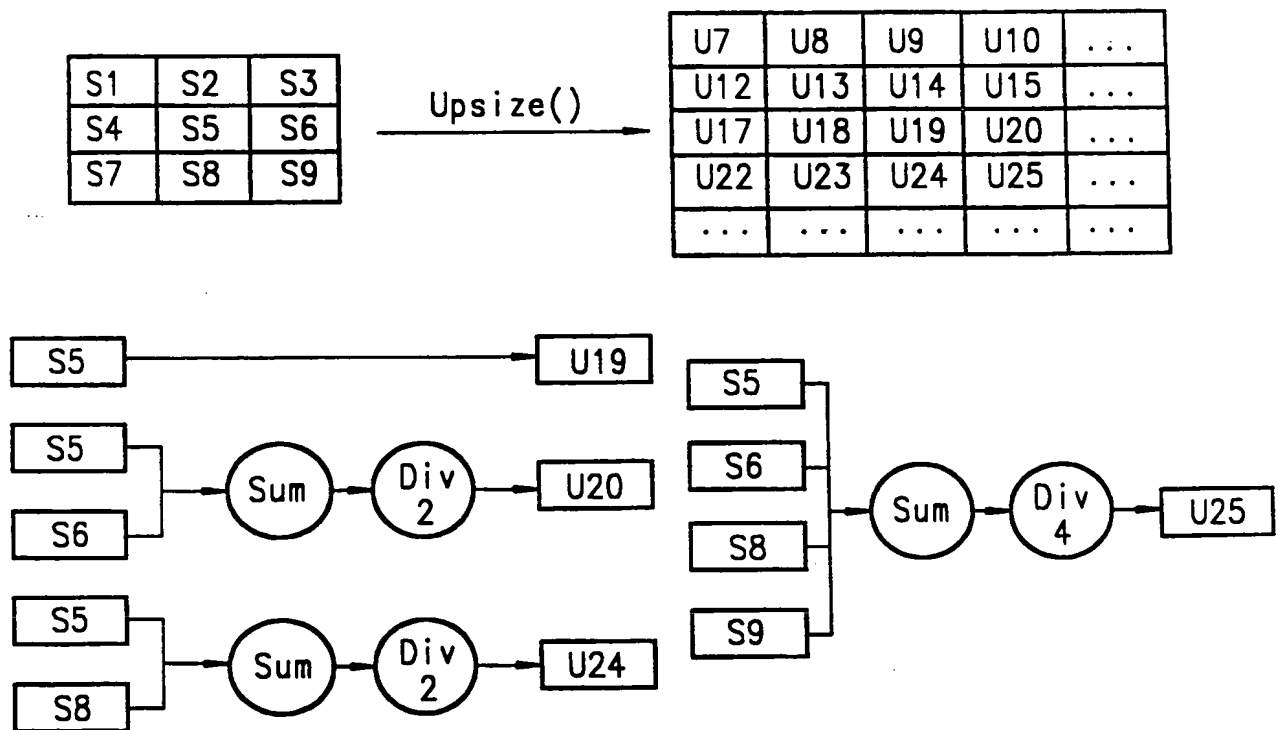 S1 S2 S3
S4 S5 S6
S7 S8 S9
Upsize()
U7 U8 U9 U10 ...
U12 U13 U14 U15 ...
U17 U18 U19 U20 ...
U22 U23 U24 U25 ...
... ... ... ... ...
S5 U19
S5
S6
Sum
Div
2
U20
S5
S8
Sum
Div
2
U24
S5
S6
S8
S9
Sum
Div
4
U25